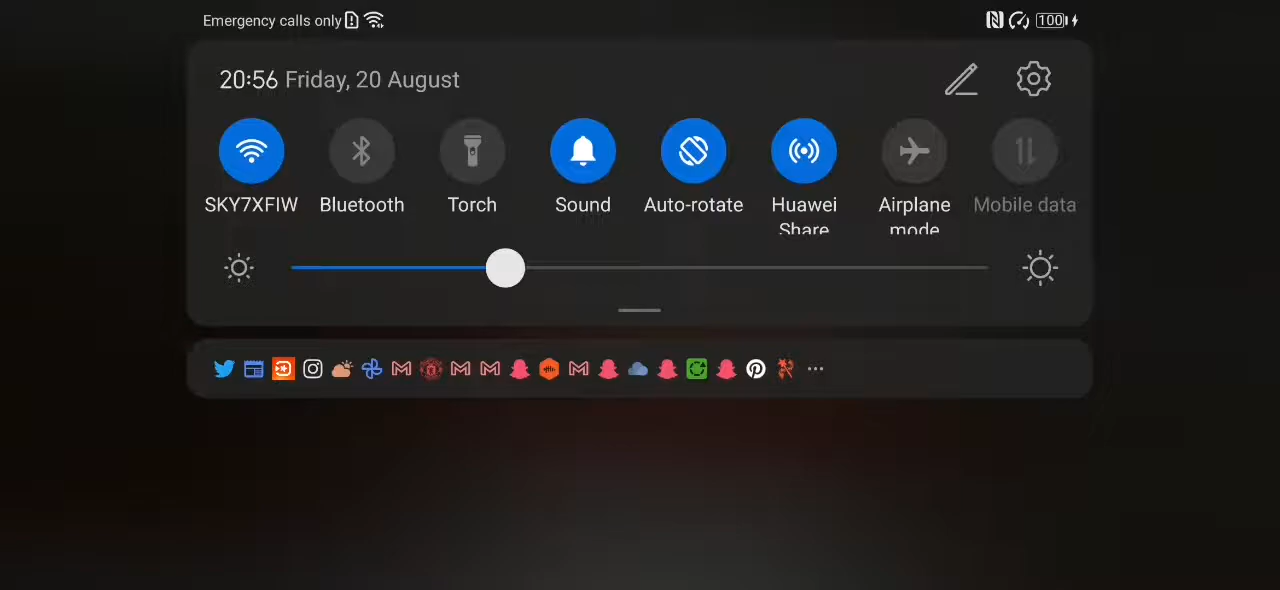 Emergency calls only
100
20:56 Friday, 20 August
SKY7XFIW Bluetooth Torch Sound Auto-rotate Huawei Share Airplane mode Mobile data